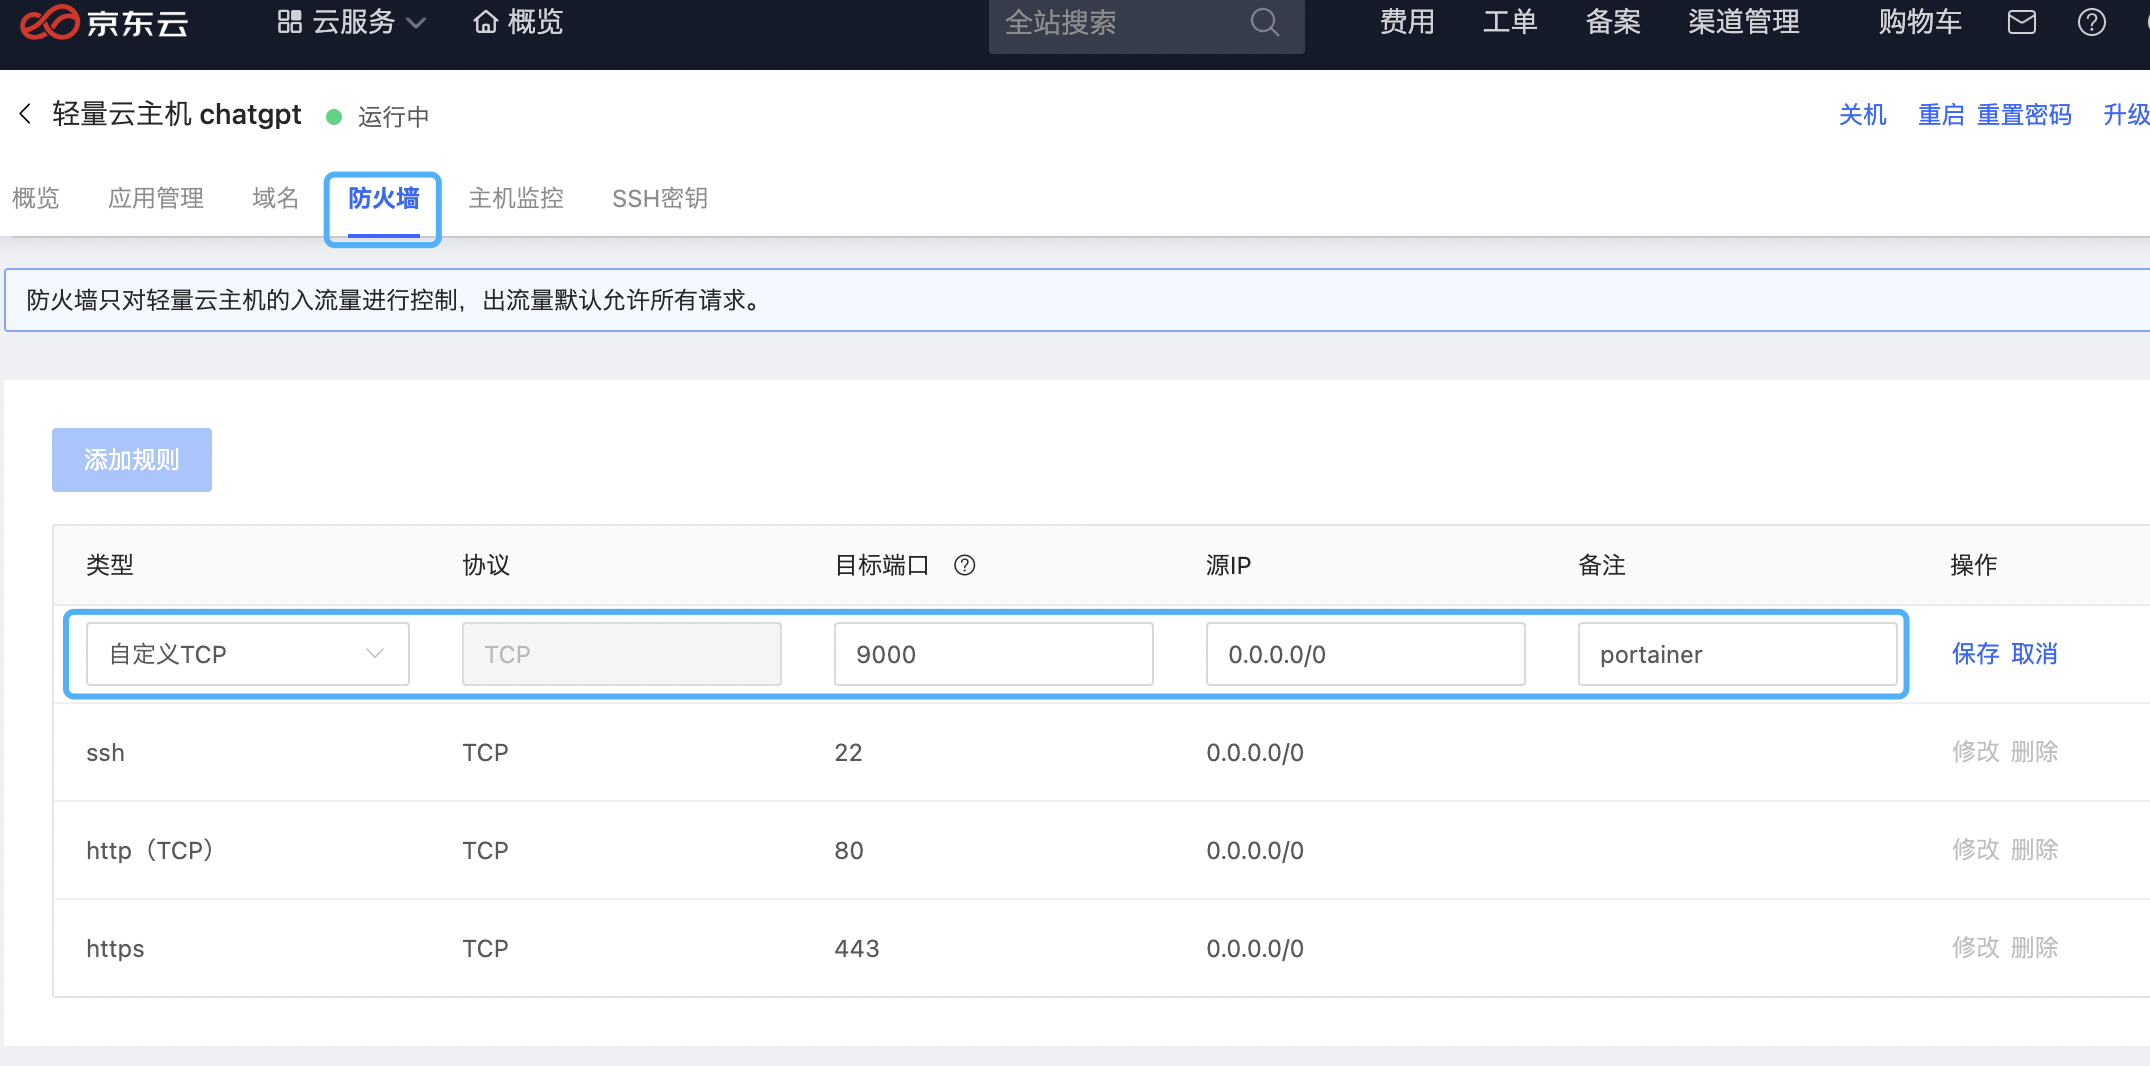 京东云 云服务 概览 全站搜索 费用 工单 备案 渠道管理 购物车
轻量云主机 chatgpt 运行中 关机 重启 重置密码 升级
概览 应用管理 域名 防火墙 主机监控 SSH密钥
防火墙只对轻量云主机的入流量进行控制，出流量默认允许所有请求。
添加规则
类型 协议 目标端口 源IP 备注 操作
自定义TCP TCP 9000 0.0.0.0/0 portainer 保存 取消
ssh TCP 22 0.0.0.0/0 修改 删除
http（TCP） TCP 80 0.0.0.0/0 修改 删除
https TCP 443 0.0.0.0/0 修改 删除